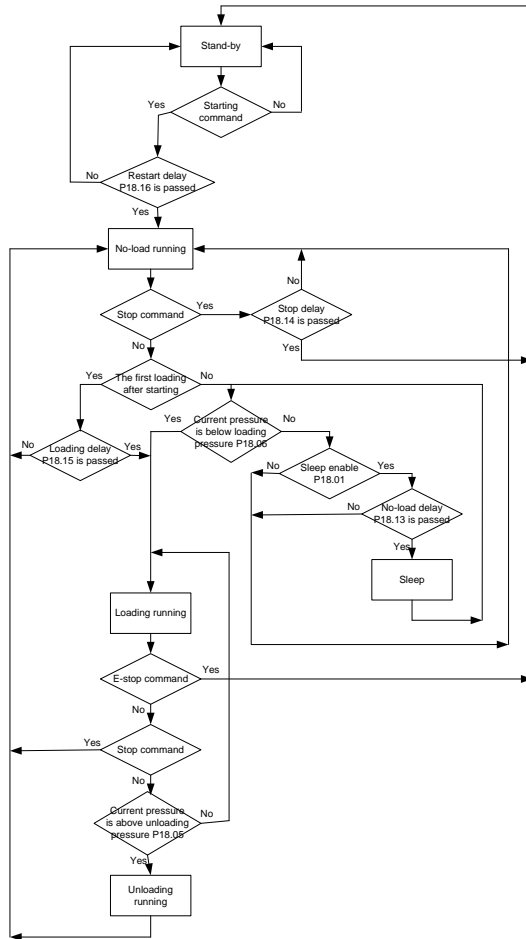 Stand-by
Yes
Starting
command
No
No
Restart delay
P18.16 is passed
Yes
No-load running
No
Stop command
Yes
Stop delay
P18.14 is passed
No
Yes
Yes
The first loading
after starting
No
Yes
Current pressure
is below loading
pressure P18.06
No
No
Loading delay
P18.15 is passed
Yes
No
Sleep enable
P18.01
Yes
No
No-load delay
P18.13 is passed
Yes
Sleep
Loading running
E-stop command
Yes
No
Yes
Stop command
No
Current pressure
is above unloading
pressure P18.05
No
Yes
Unloading
running